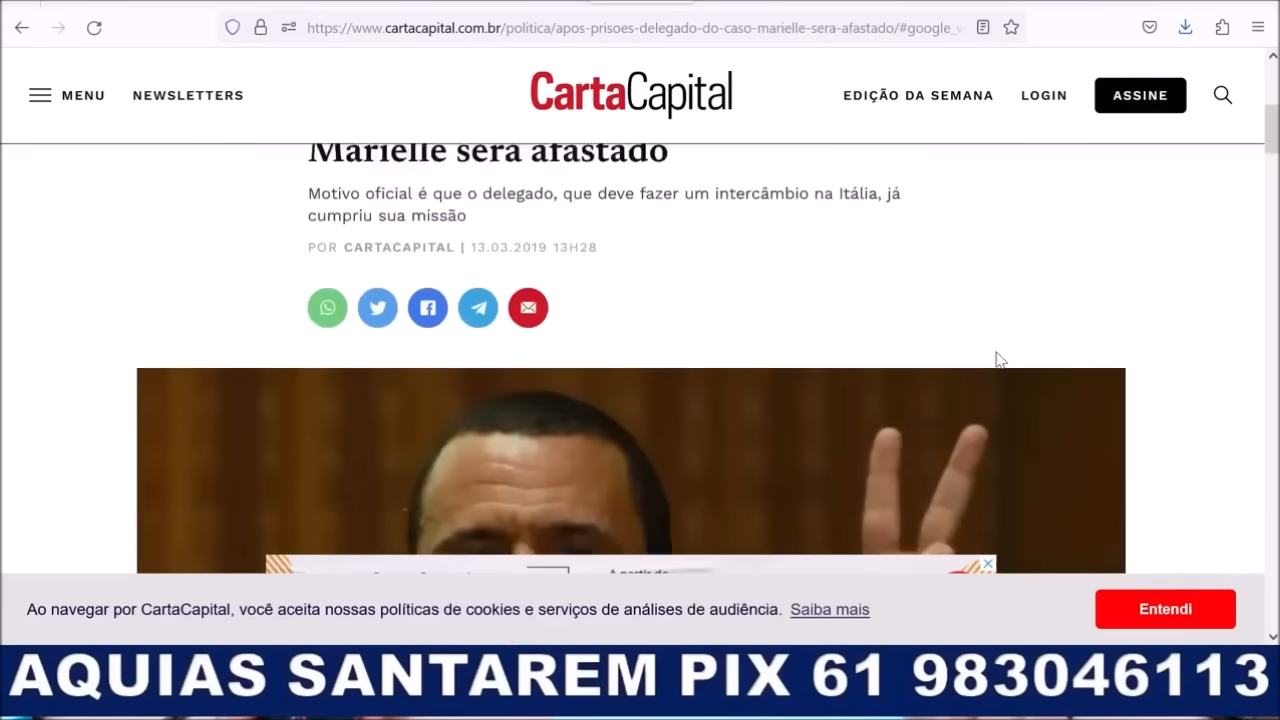 https://www.cartacapital.com.br/politica/apos-prisoes-delegado-do-caso-marielle-sera-afastado/#google_v
MENU
NEWSLETTERS
CartaCapital
EDIÇÃO DA SEMANA
LOGIN
ASSINE
Marielle será afastado
Motivo oficial é que o delegado, que deve fazer um intercâmbio na Itália, já
cumpriu sua missão
POR CARTACAPITAL | 13.03.2019 13H28
A partir de
Ao navegar por CartaCapital, você aceita nossas políticas de cookies e serviços de análises de audiência. Saiba mais
Entendi
AQUIAS SANTAREM PIX 61 983046113